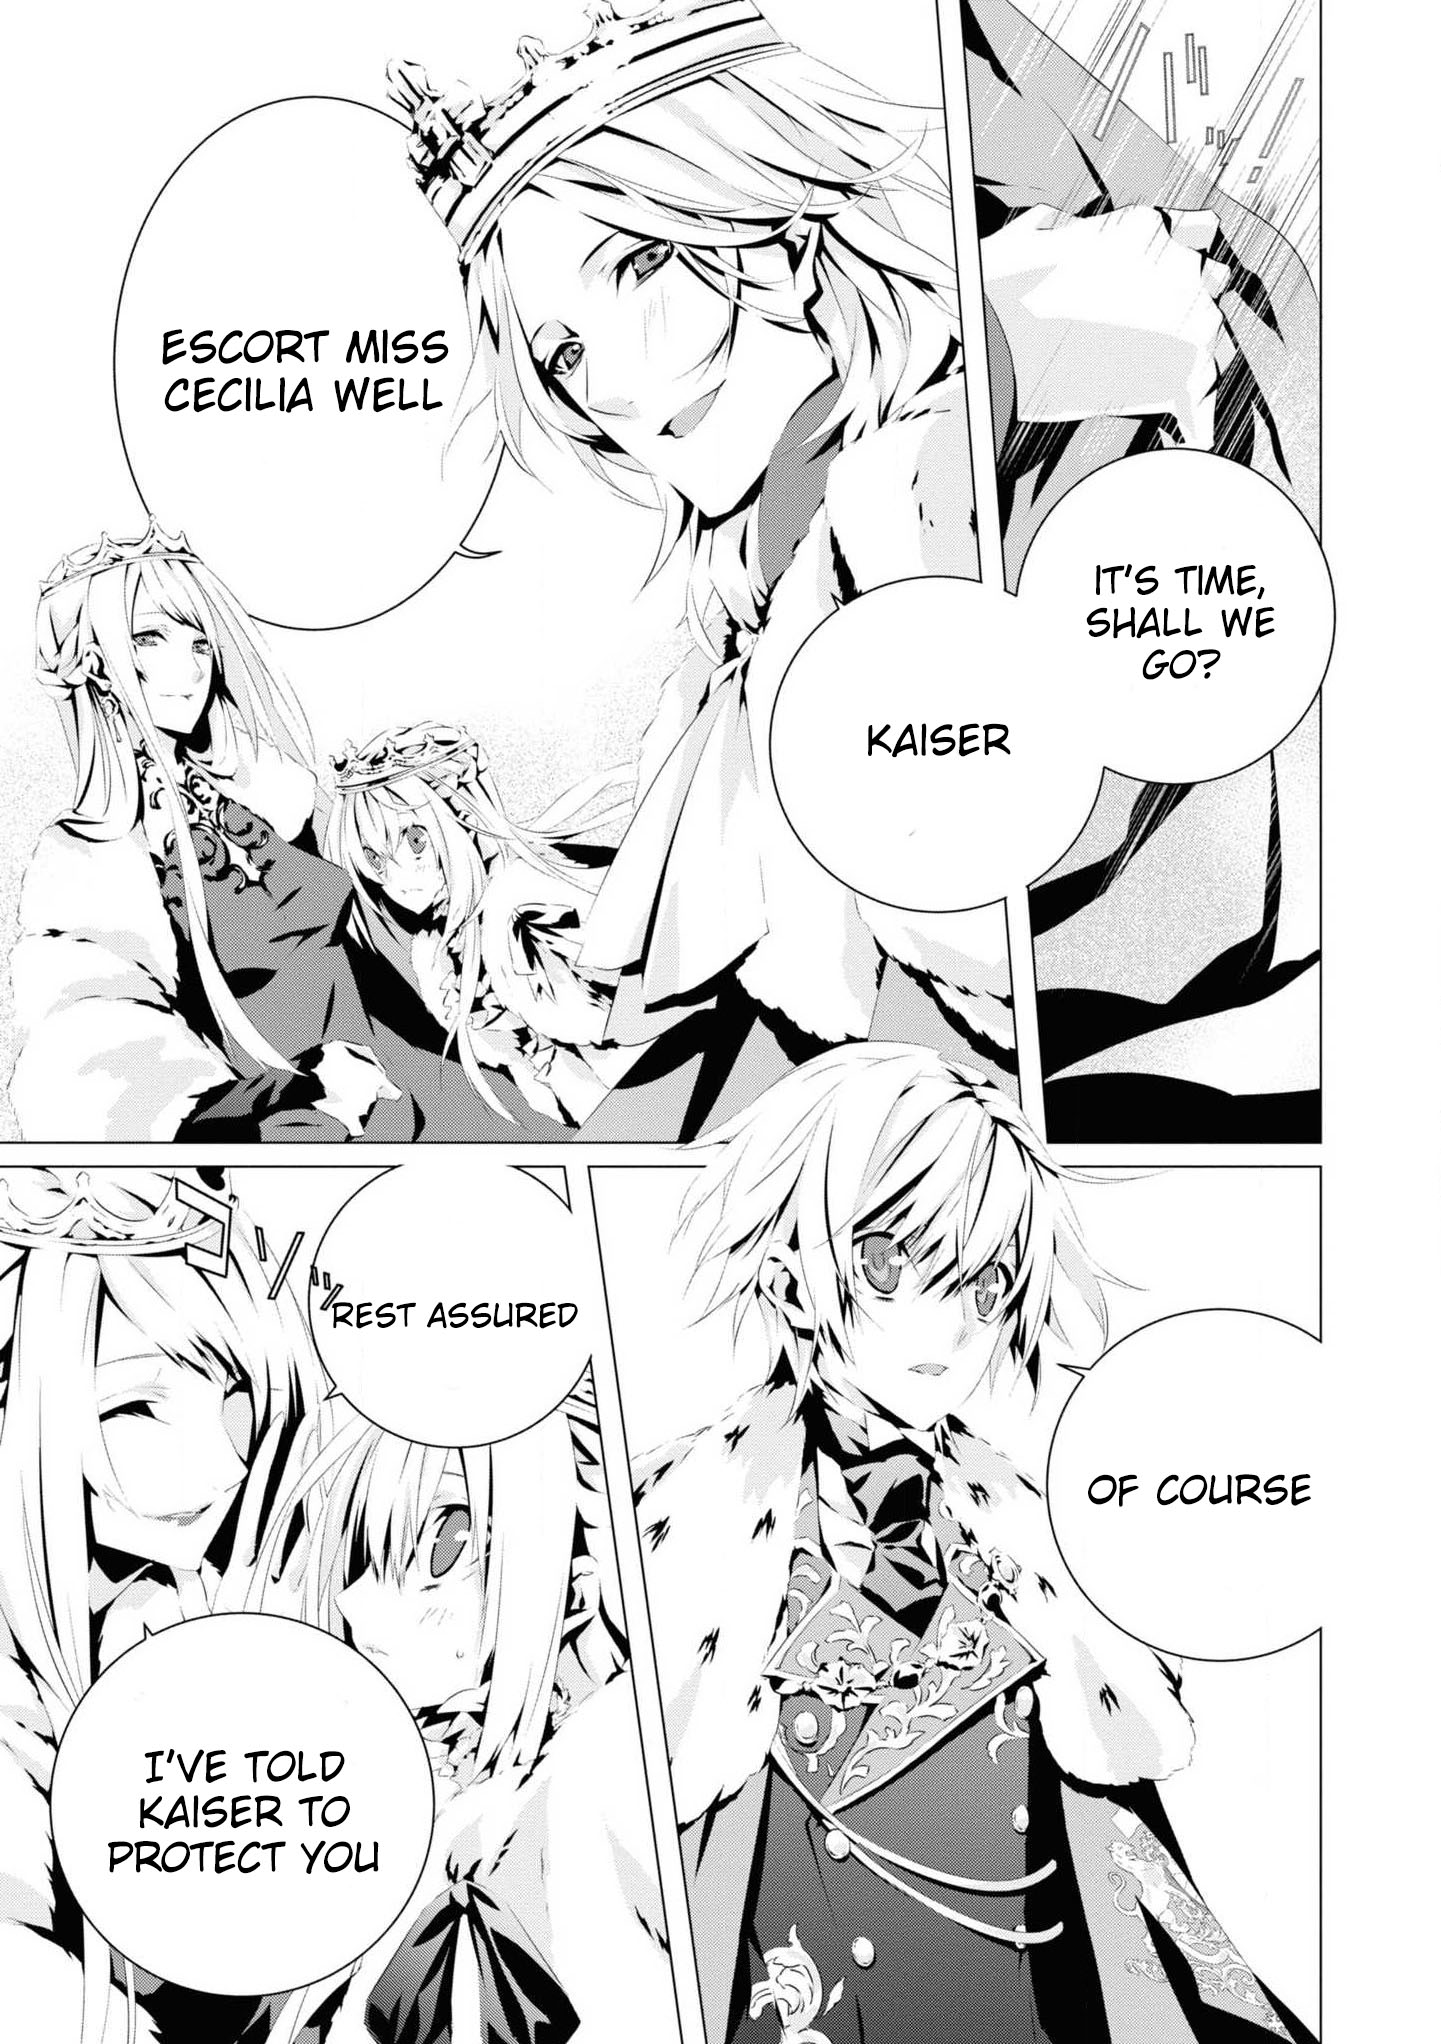 IT'S TIME,
SHALL WE
GO?
KAISER
ESCORT MISS
CECILIA WELL
OF COURSE
REST ASSURED
I'VE TOLD
KAISER TO
PROTECT YOU